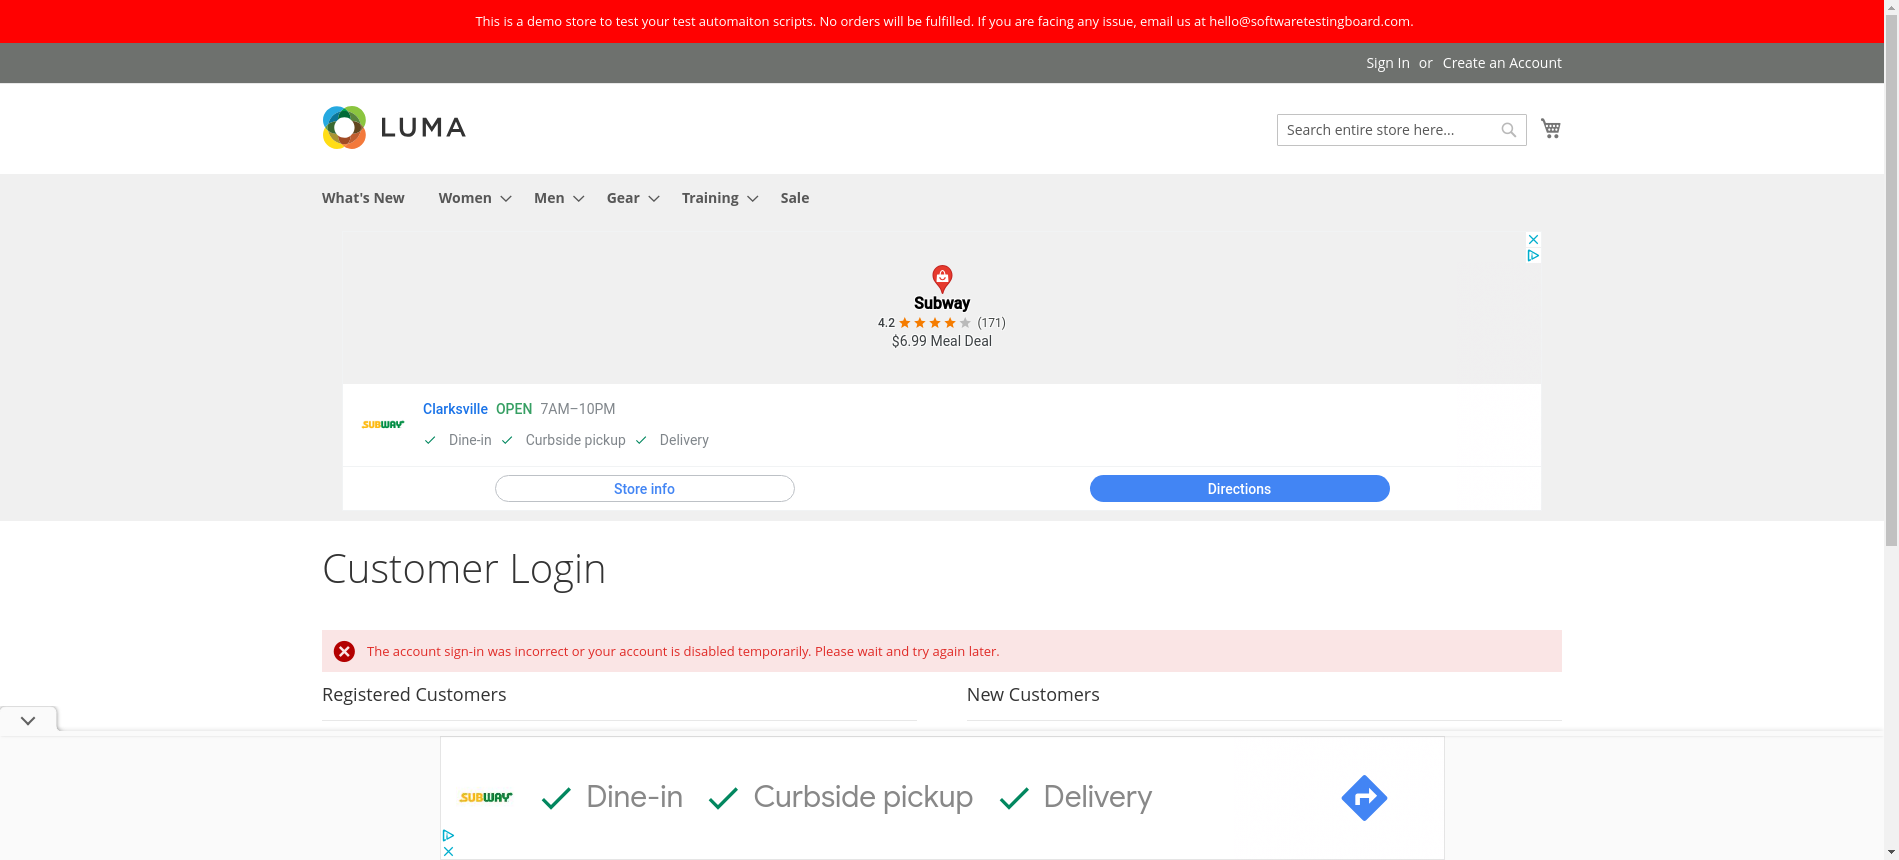 This is a demo store to test your test automaiton scripts. No orders will be fulfilled. If you are facing any issue, email us at hello@softwaretestingboard.com.
Sign In or Create an Account
LUMA
Search entire store here...
What's New Women Men Gear Training Sale
Subway
4.2 (171)
$6.99 Meal Deal
Clarksville OPEN 7AM–10PM
SUBWAY
Dine-in Curbside pickup Delivery
Store info Directions
Customer Login
The account sign-in was incorrect or your account is disabled temporarily. Please wait and try again later.
Registered Customers New Customers
SUBWAY Dine-in Curbside pickup Delivery